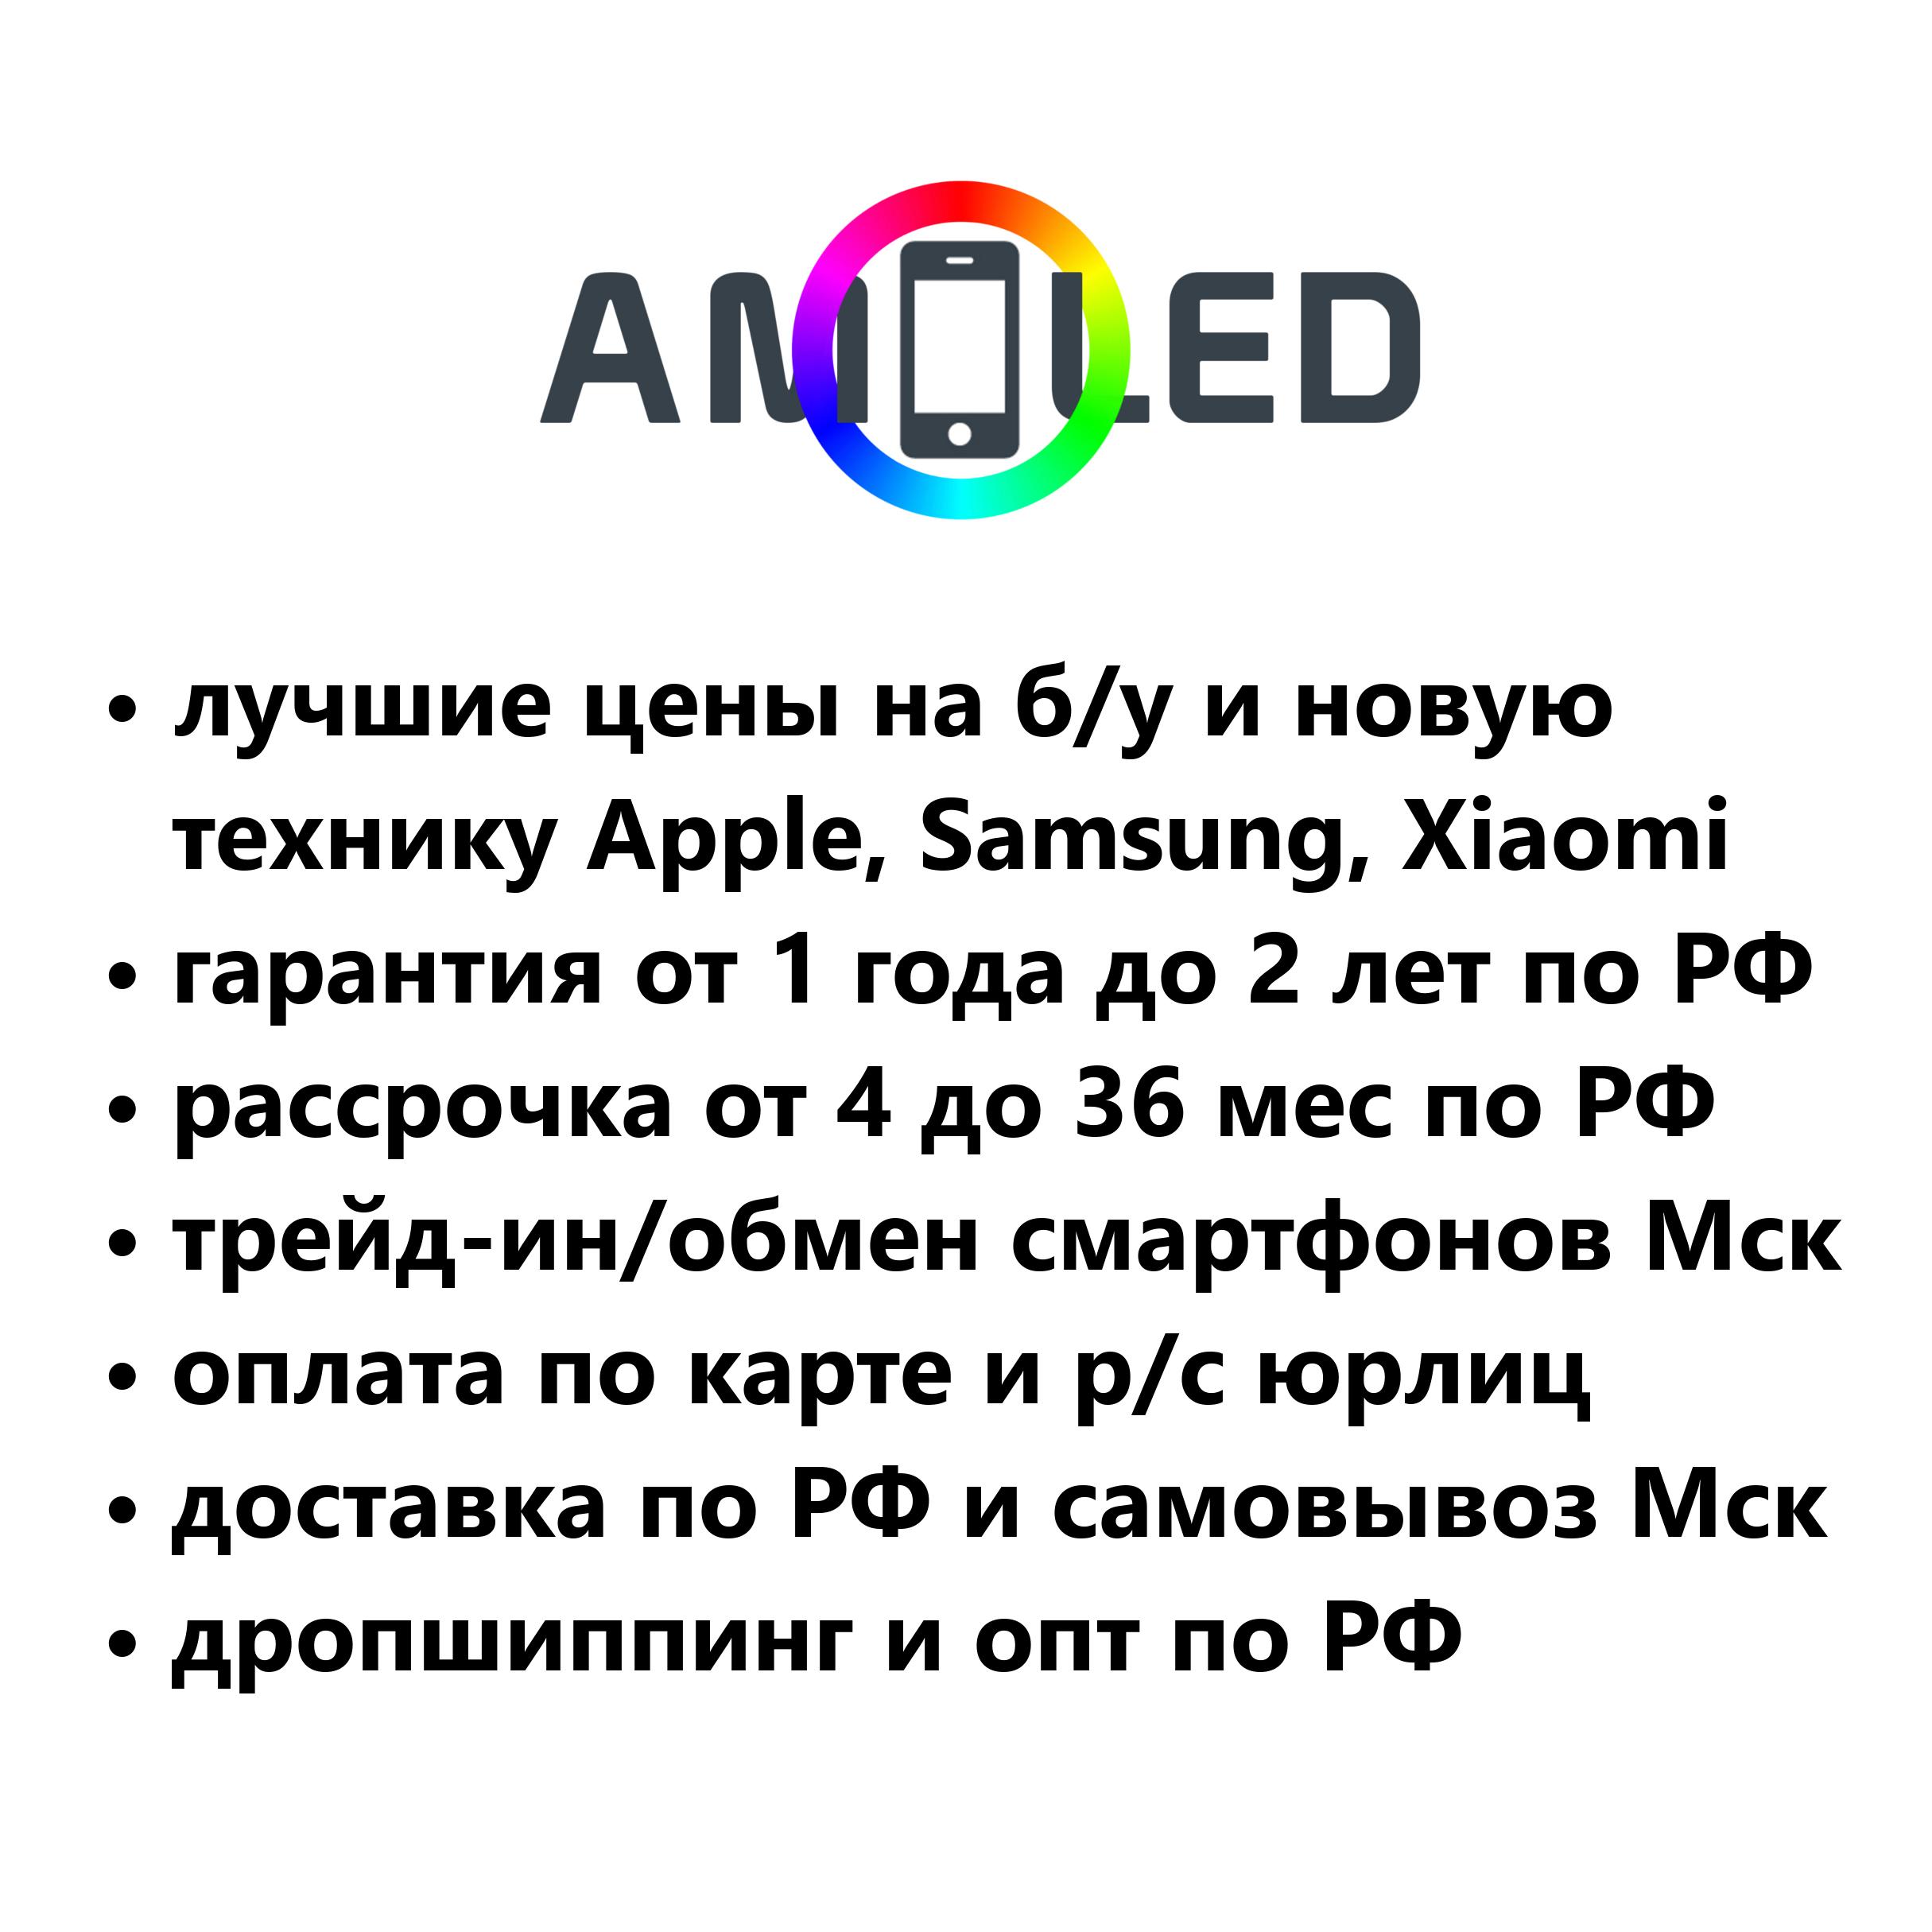 AMOLED
• лучшие цены на б/у и новую
технику Apple, Samsung, Xiaomi
• гарантия от 1 года до 2 лет по РФ
• рассрочка от 4 до 36 мес по РФ
• трейд-ин/обмен смартфонов Мск
• оплата по карте и р/с юрлиц
• доставка по РФ и самовывоз Мск
• дропшиппинг и опт по РФ